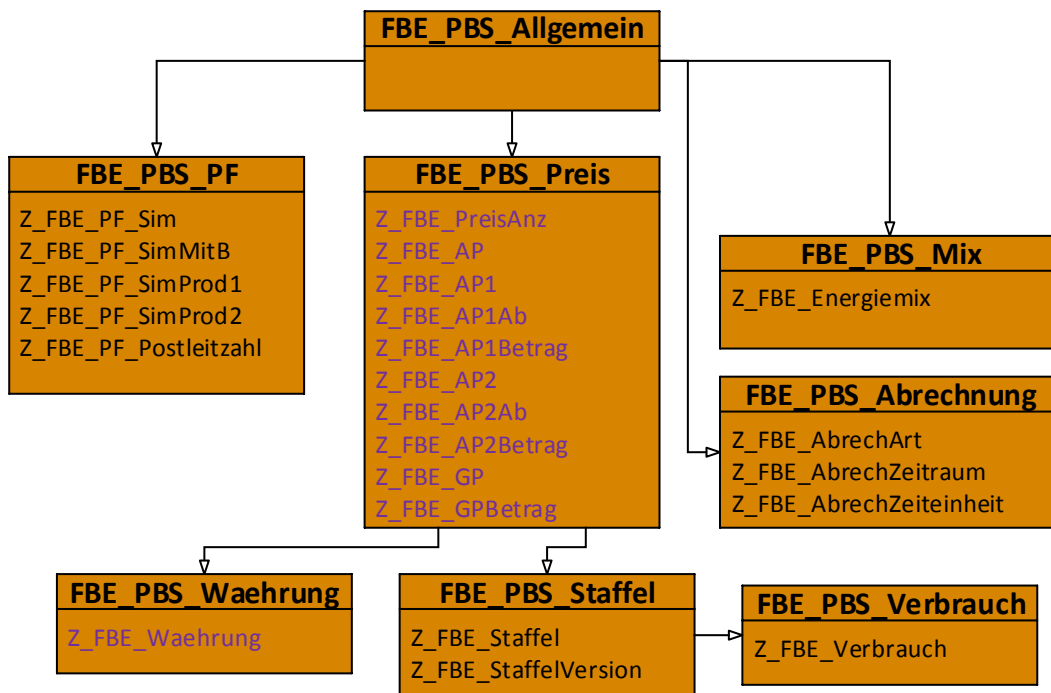 FBE_PBS_Allgemein
FBE_PBS_PF
Z_FBE_PF_Sim
Z_FBE_PF_SimMitB
Z_FBE_PF_SimProd1
Z_FBE_PF_SimProd2
Z_FBE_PF_Postleitzahl
FBE_PBS_Preis
Z_FBE_PreisAnz
Z_FBE_AP
Z_FBE_AP1
Z_FBE_AP1Ab
Z_FBE_AP1Betrag
Z_FBE_AP2
Z_FBE_AP2Ab
Z_FBE_AP2Betrag
Z_FBE_GP
Z_FBE_GPBetrag
FBE_PBS_Mix
Z_FBE_Energiemix
FBE_PBS_Abrechnung
Z_FBE_AbrechArt
Z_FBE_AbrechZeitraum
Z_FBE_AbrechZeiteinheit
FBE_PBS_Waehrung
Z_FBE_Waehrung
FBE_PBS_Staffel
Z_FBE_Staffel
Z_FBE_StaffelVersion
FBE_PBS_Verbrauch
Z_FBE_Verbrauch